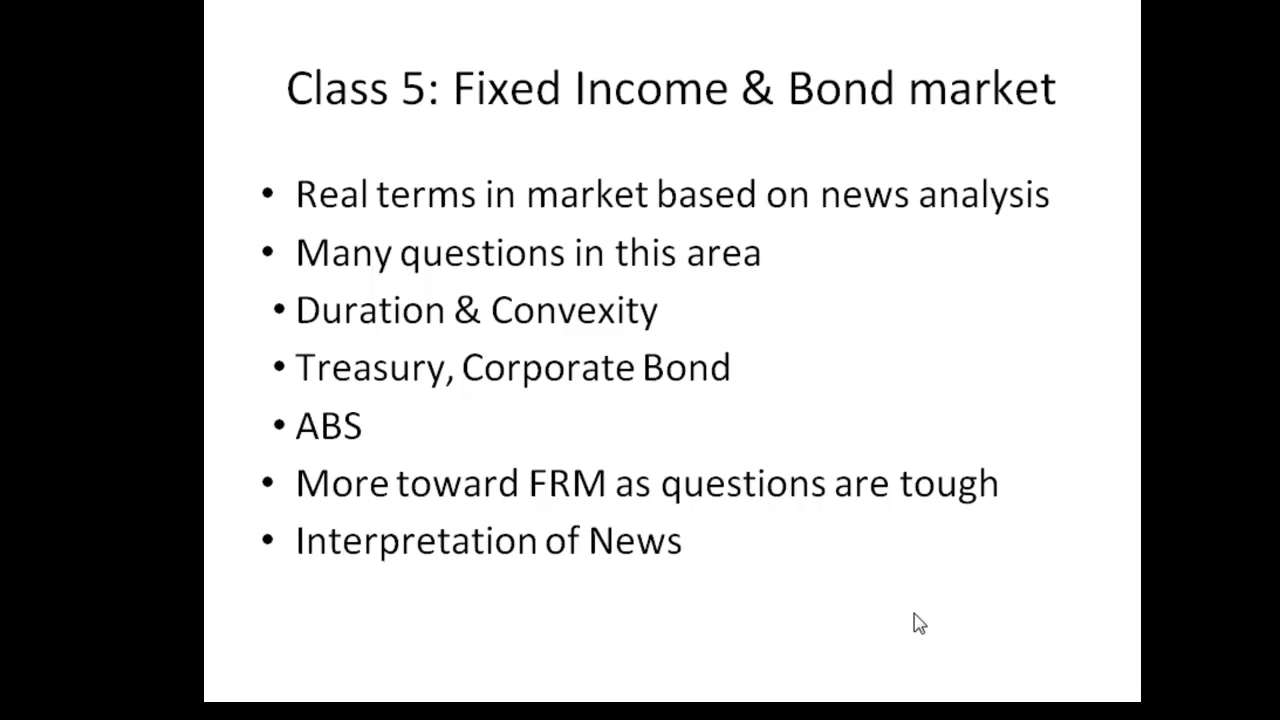 Class 5: Fixed Income & Bond market
• Real terms in market based on news analysis
• Many questions in this area
• Duration & Convexity
• Treasury, Corporate Bond
• ABS
• More toward FRM as questions are tough
• Interpretation of News